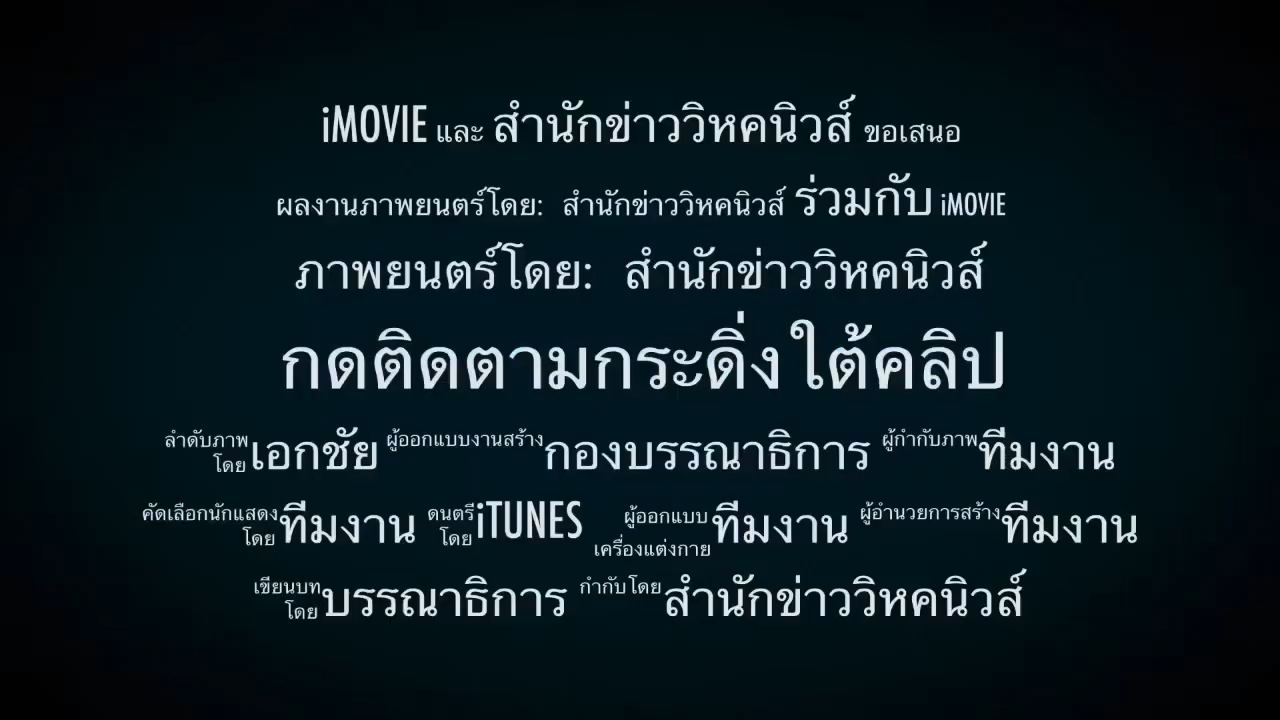 iMOVIE และ สำนักข่าววิหคนิวส์ ขอเสนอ
ผลงานภาพยนตร์โดย: สำนักข่าววิหคนิวส์ ร่วมกับ iMOVIE
ภาพยนตร์โดย: สำนักข่าววิหคนิวส์
กดติดตามกระดิ่ง ใต้คลิป
ลำดับภาพโดย เอกชัย ผู้ออกแบบงานสร้าง กองบรรณาธิการ ผู้กำกับภาพ ทีมงาน
คัดเลือกนักแสดงโดย ทีมงาน ดนตรีโดย iTUNES ผู้ออกแบบเครื่องแต่งกาย ทีมงาน ผู้อำนวยการสร้าง ทีมงาน
เขียนบทโดย บรรณาธิการ กำกับโดย สำนักข่าววิหคนิวส์